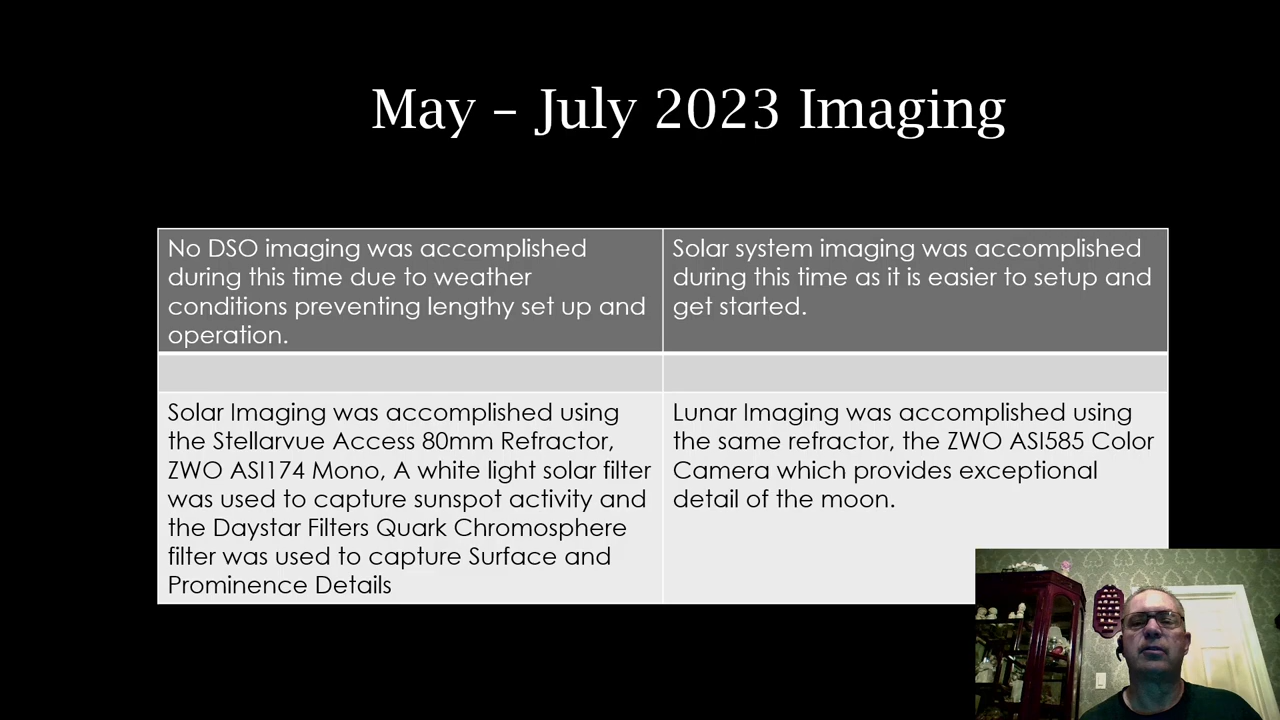 May – July 2023 Imaging
No DSO imaging was accomplished
during this time due to weather
conditions preventing lengthy set up and
operation.
Solar system imaging was accomplished
during this time as it is easier to setup and
get started.
Solar Imaging was accomplished using
the Stellarvue Access 80mm Refractor,
ZWO ASI174 Mono, A white light solar filter
was used to capture sunspot activity and
the Daystar Filters Quark Chromosphere
filter was used to capture Surface and
Prominence Details
Lunar Imaging was accomplished using
the same refractor, the ZWO ASI585 Color
Camera which provides exceptional
detail of the moon.